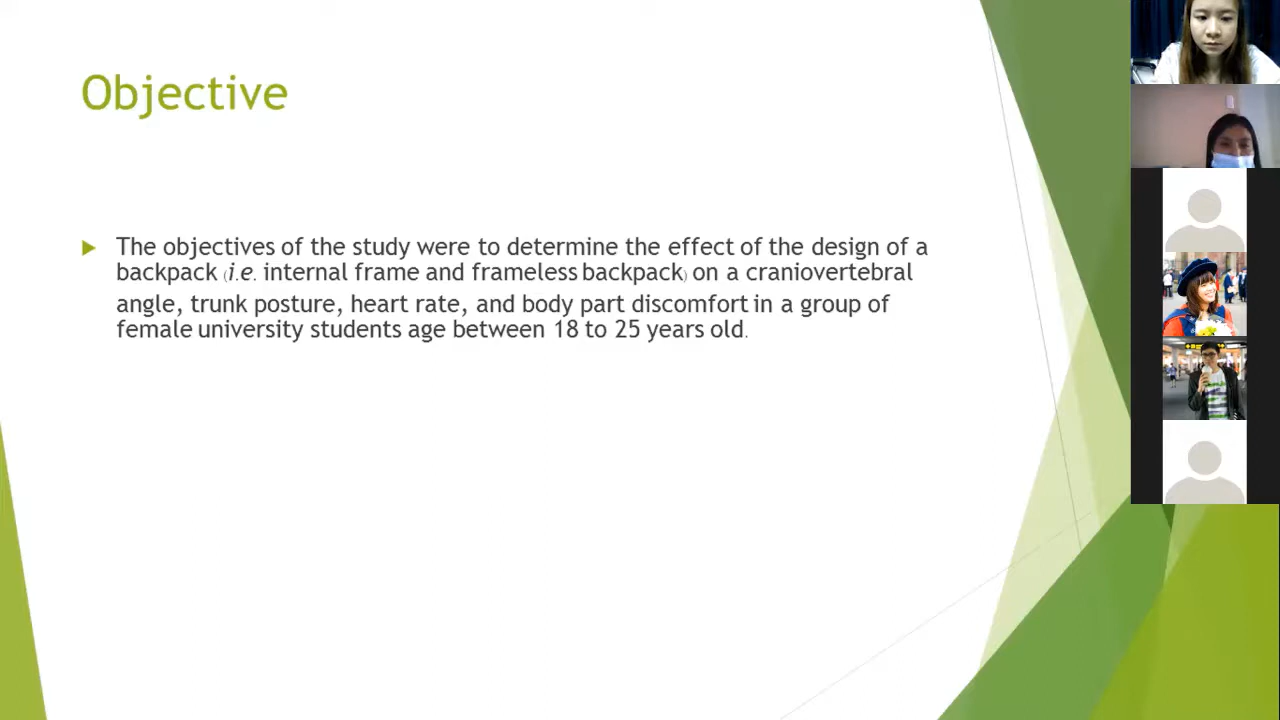 Objective
The objectives of the study were to determine the effect of the design of a
backpack (i.e. internal frame and frameless backpack) on a craniovertebral
angle, trunk posture, heart rate, and body part discomfort in a group of
female university students age between 18 to 25 years old.